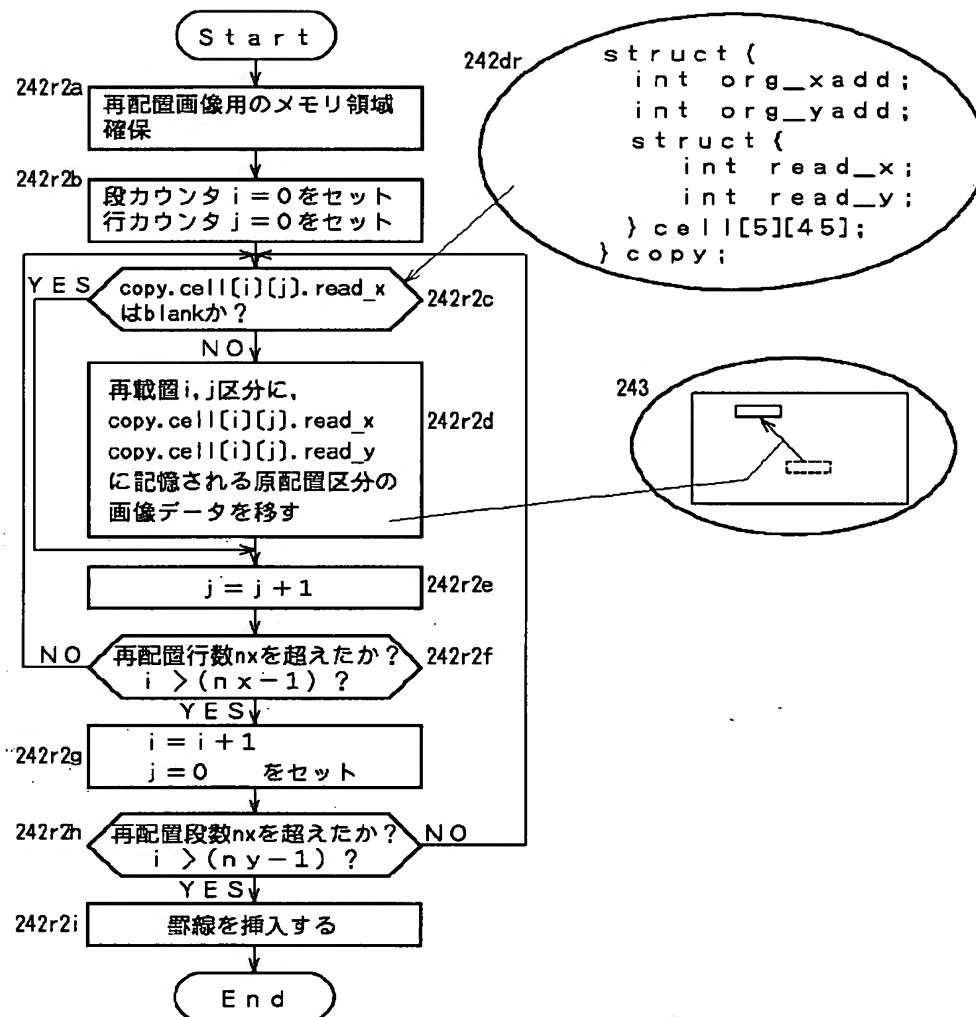 Start
242r2a
再配置画像用のメモリ領域
確保
242r2b
段カウンタi=0をセット
行カウンタj=0をセット
YES
copy.cell[i][j].read_x
はblankか？
242r2c
NO
再載置i,j区分に,
copy.cell[i][j].read_x
copy.cell[i][j].read_y
に記憶される原配置区分の
画像データを移す
242r2d
j=j+1
242r2e
NO
再配置行数nxを超えたか？
i >(nx-1) ?
242r2f
YES
242r2g
i=i+1
j=0 をセット
242r2h
再配置段数nxを超えたか？
i >(ny-1) ?
NO
YES
242r2i
罫線を挿入する
End
242dr
struct{
int org_xadd;
int org_yadd;
struct{
int read_x;
int read_y;
} cell[5][45];
} copy;
243